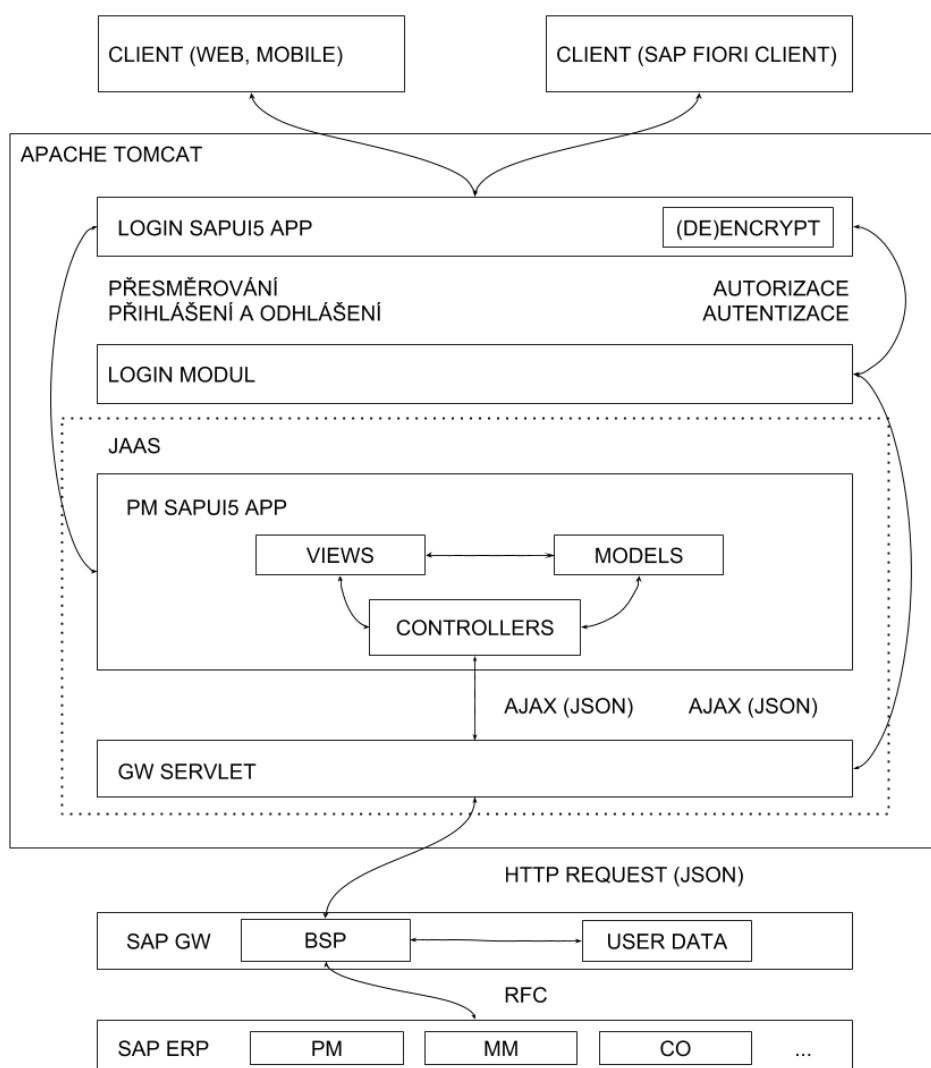 CLIENT (WEB, MOBILE)
CLIENT (SAP FIORI CLIENT)
APACHE TOMCAT
LOGIN SAPUI5 APP
(DE)ENCRYPT
PŘESMĚROVÁNÍ
PŘIHLÁŠENÍ A ODHLÁŠENÍ
AUTORIZACE
AUTENTIZACE
LOGIN MODUL
JAAS
PM SAPUI5 APP
VIEWS
MODELS
CONTROLLERS
AJAX (JSON)
AJAX (JSON)
GW SERVLET
HTTP REQUEST (JSON)
SAP GW
BSP
USER DATA
RFC
SAP ERP
PM
MM
CO
...